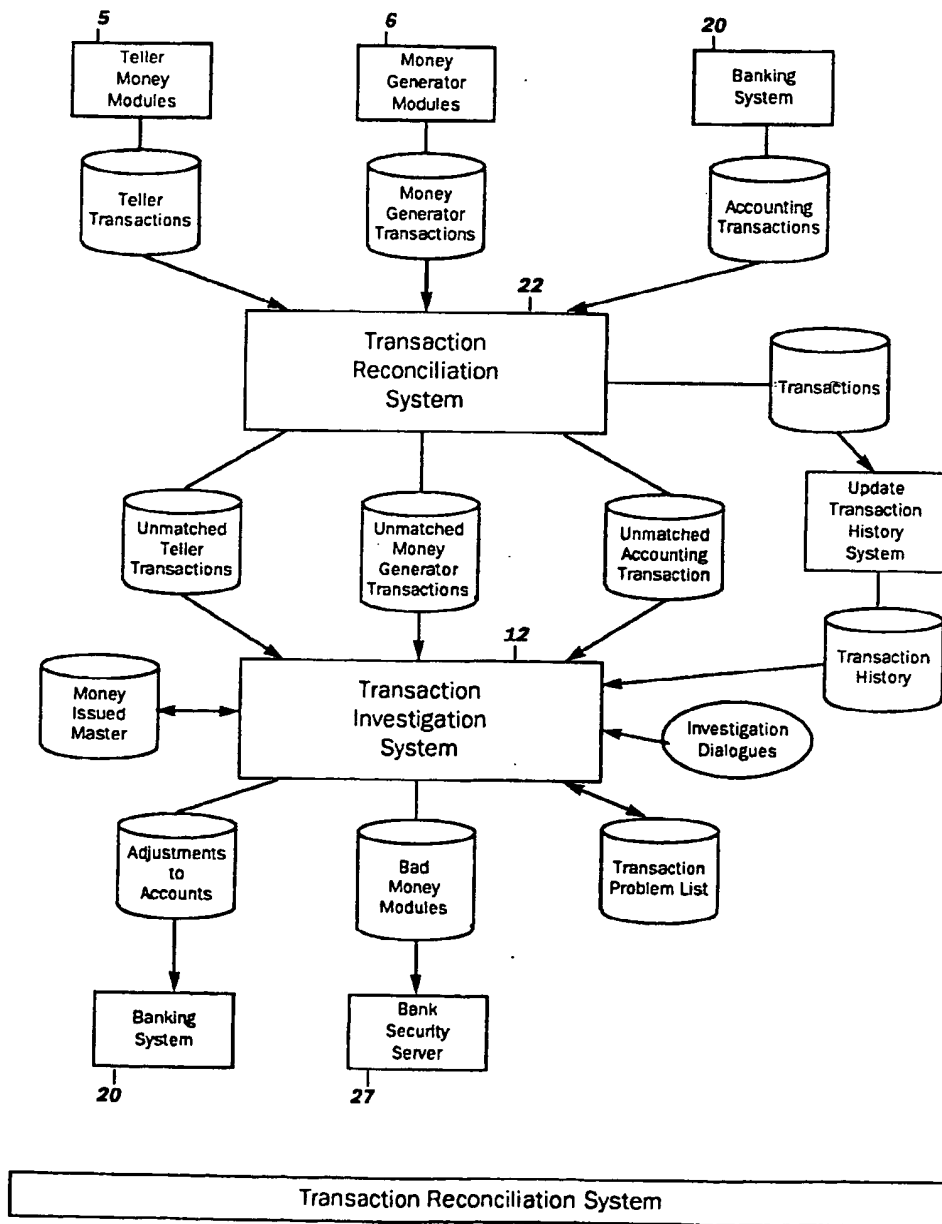 5
6
20
Teller
Money
Modules
Money
Generator
Modules
Banking
System
Teller
Transactions
Money
Generator
Transactions
Accounting
Transactions
22
Transaction
Reconciliation
System
Transactions
Unmatched
Teller
Transactions
Unmatched
Money
Generator
Transactions
Unmatched
Accounting
Transaction
Update
Transaction
History
System
12
Transaction
History
Money
Issued
Master
Transaction
Investigation
System
Investigation
Dialogues
Adjustments
to
Accounts
Bad
Money
Modules
Transaction
Problem List
Banking
System
Bank
Security
Server
20
27
Transaction Reconciliation System